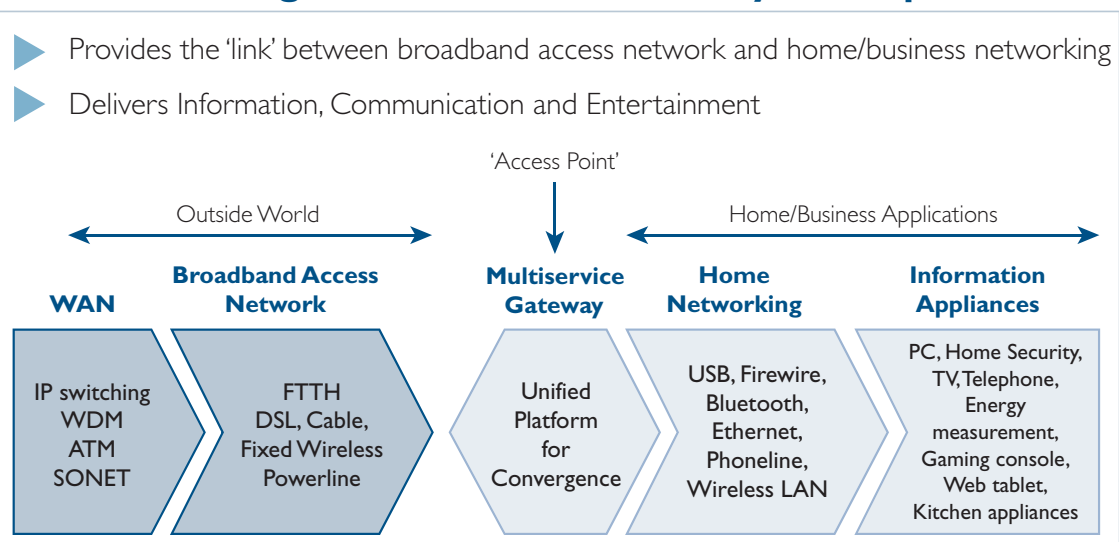 Provides the ‘link’ between broadband access network and home/business networking
Delivers Information, Communication and Entertainment
‘Access Point’
Outside World
Home/Business Applications
WAN
Broadband Access
Network
Multiservice
Gateway
Home
Networking
Information
Appliances
IP switching
WDM
ATM
SONET
FTTH
DSL, Cable,
Fixed Wireless
Powerline
Unified
Platform
for
Convergence
USB, Firewire,
Bluetooth,
Ethernet,
Phoneline,
Wireless LAN
PC, Home Security,
TV, Telephone,
Energy
measurement,
Gaming console,
Web tablet,
Kitchen appliances